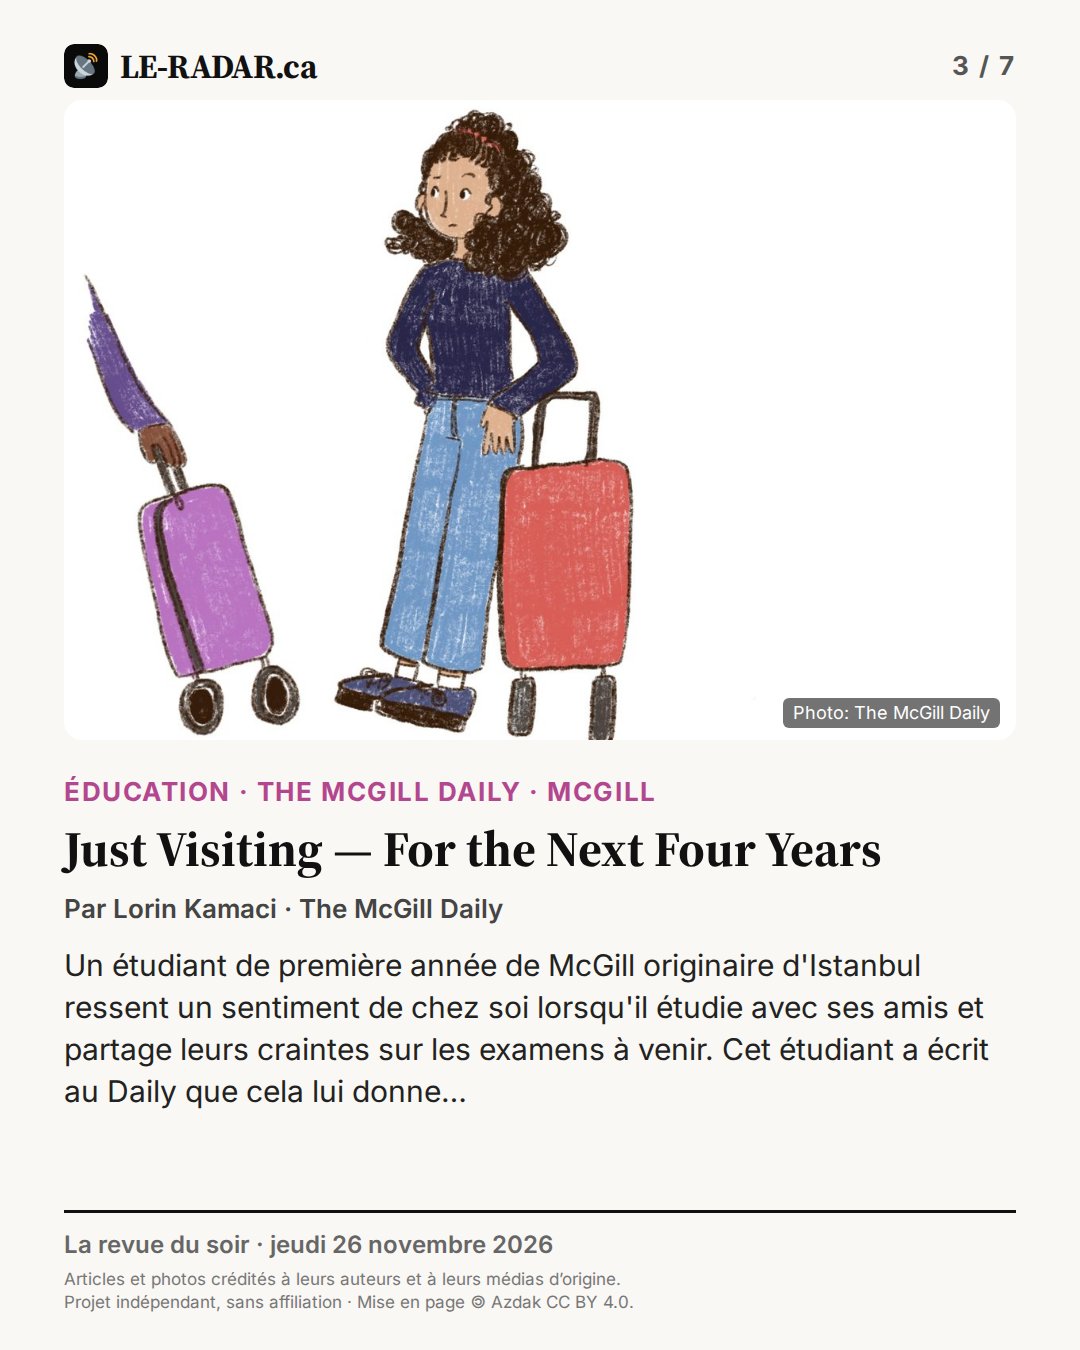 LE-RADAR.ca
3 / 7
Photo: The McGill Daily
ÉDUCATION · THE MCGILL DAILY · MCGILL
Just Visiting — For the Next Four Years
Par Lorin Kamaci · The McGill Daily
Un étudiant de première année de McGill originaire d'Istanbul
ressent un sentiment de chez soi lorsqu'il étudie avec ses amis et
partage leurs craintes sur les examens à venir. Cet étudiant a écrit
au Daily que cela lui donne...
La revue du soir · jeudi 26 novembre 2026
Articles et photos crédités à leurs auteurs et à leurs médias d’origine.
Projet indépendant, sans affiliation · Mise en page 🄯 Azdak CC BY 4.0.